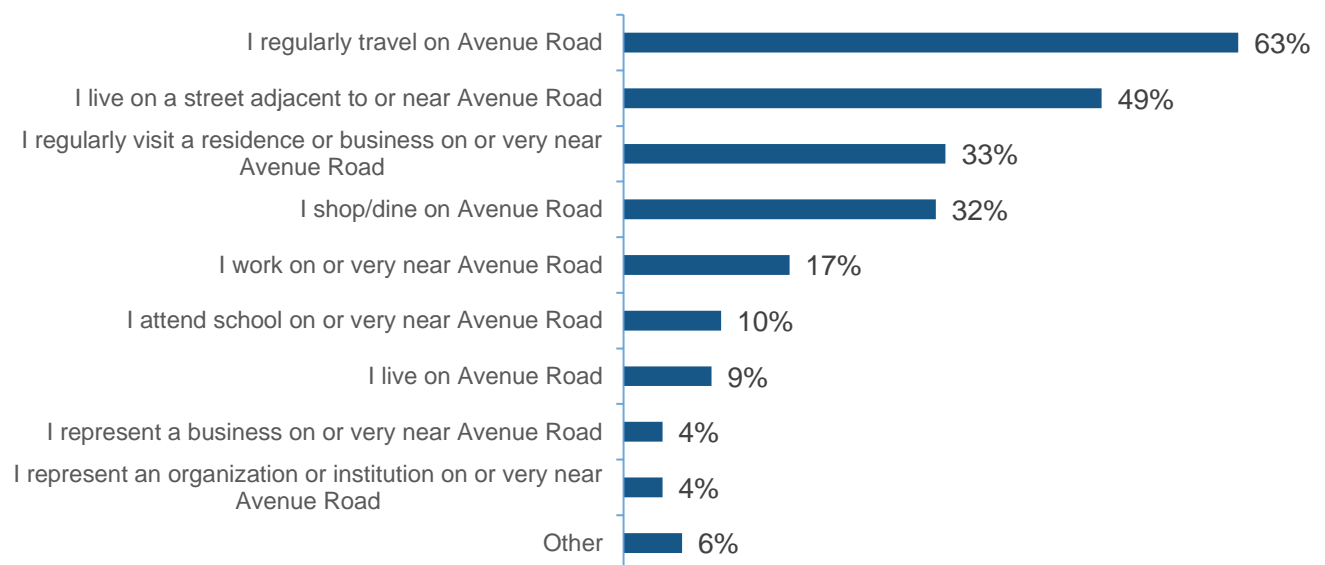 I regularly travel on Avenue Road 63%
I live on a street adjacent to or near Avenue Road 49%
I regularly visit a residence or business on or very near
Avenue Road 33%
I shop/dine on Avenue Road 32%
I work on or very near Avenue Road 17%
I attend school on or very near Avenue Road 10%
I live on Avenue Road 9%
I represent a business on or very near Avenue Road 4%
I represent an organization or institution on or very near
Avenue Road 4%
Other 6%